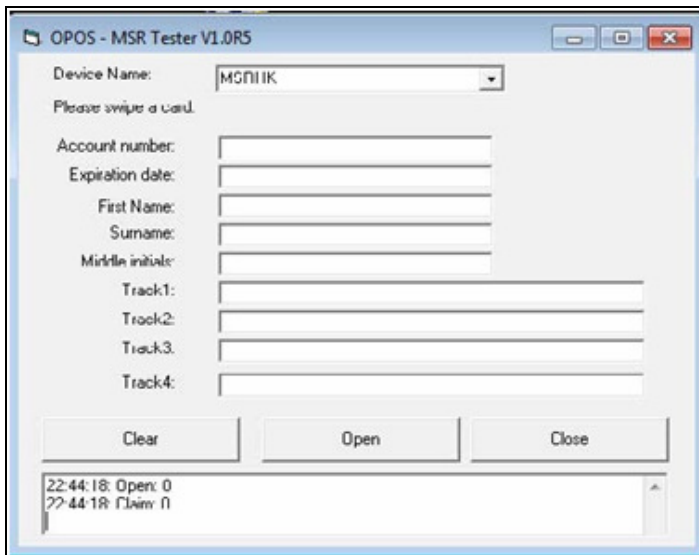 OPOS - MSR Tester V1.0R5
Device Name:
Please swipe a card.
Account number:
Expiration date:
First Name:
Surname:
Middle initials:
Track1:
Track2:
Track3:
Track4:
Clear Open Close
22:44:18: Open: 0
22:44:18: Claim: 0